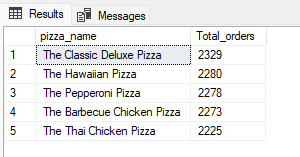 Results Messages
pizza_name Total_orders
1 The Classic Deluxe Pizza 2329
2 The Hawaiian Pizza 2280
3 The Pepperoni Pizza 2278
4 The Barbecue Chicken Pizza 2273
5 The Thai Chicken Pizza 2225